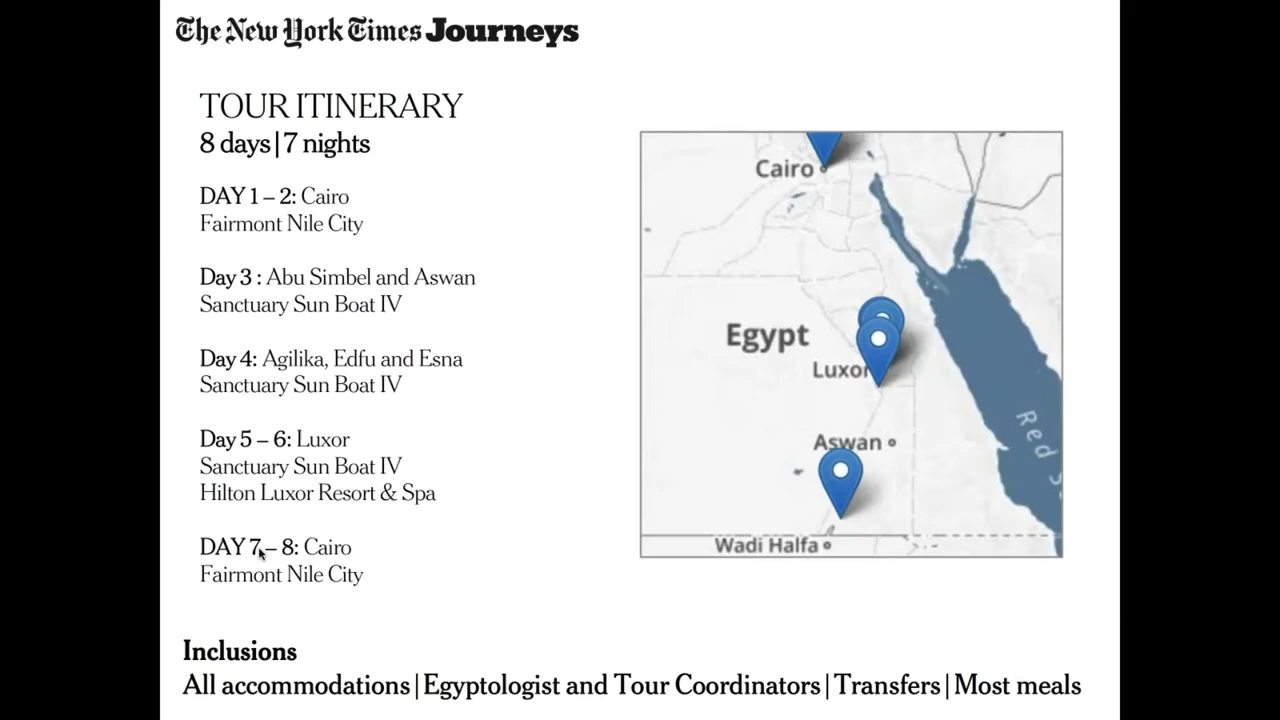 The New York Times Journeys
TOUR ITINERARY
8 days|7 nights
DAY 1 – 2: Cairo
Fairmont Nile City
Day 3 : Abu Simbel and Aswan
Sanctuary Sun Boat IV
Day 4: Agilika, Edfu and Esna
Sanctuary Sun Boat IV
Day 5 – 6: Luxor
Sanctuary Sun Boat IV
Hilton Luxor Resort & Spa
DAY 7 – 8: Cairo
Fairmont Nile City
Cairo
Egypt
Luxor
Aswan
Red S
Wadi Halfa
Inclusions
All accommodations|Egyptologist and Tour Coordinators|Transfers|Most meals